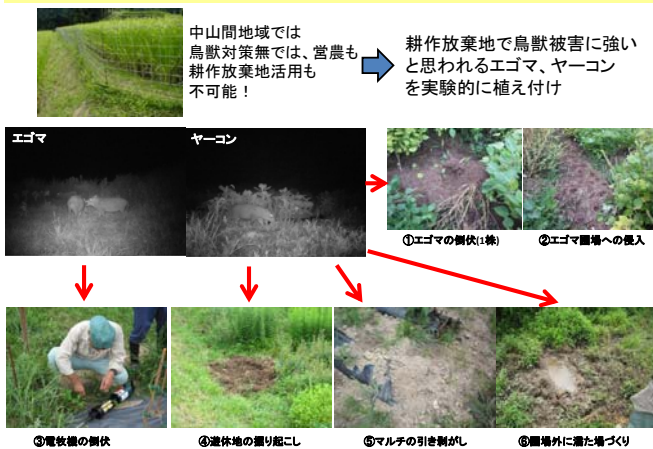 中山間地域では
鳥獣対策無では、営農も
耕作放棄地活用も
不可能！
耕作放棄地で鳥獣被害に強い
と思われるエゴマ、ヤーコン
を実験的に植え付け
エゴマ
ヤーコン
①エゴマの倒伏(1株)
②エゴマ圃場への侵入
③電牧機の倒伏
④遊休地の掘り起こし
⑤マルチの引き剥がし
⑥圃場外に湛た場づくり